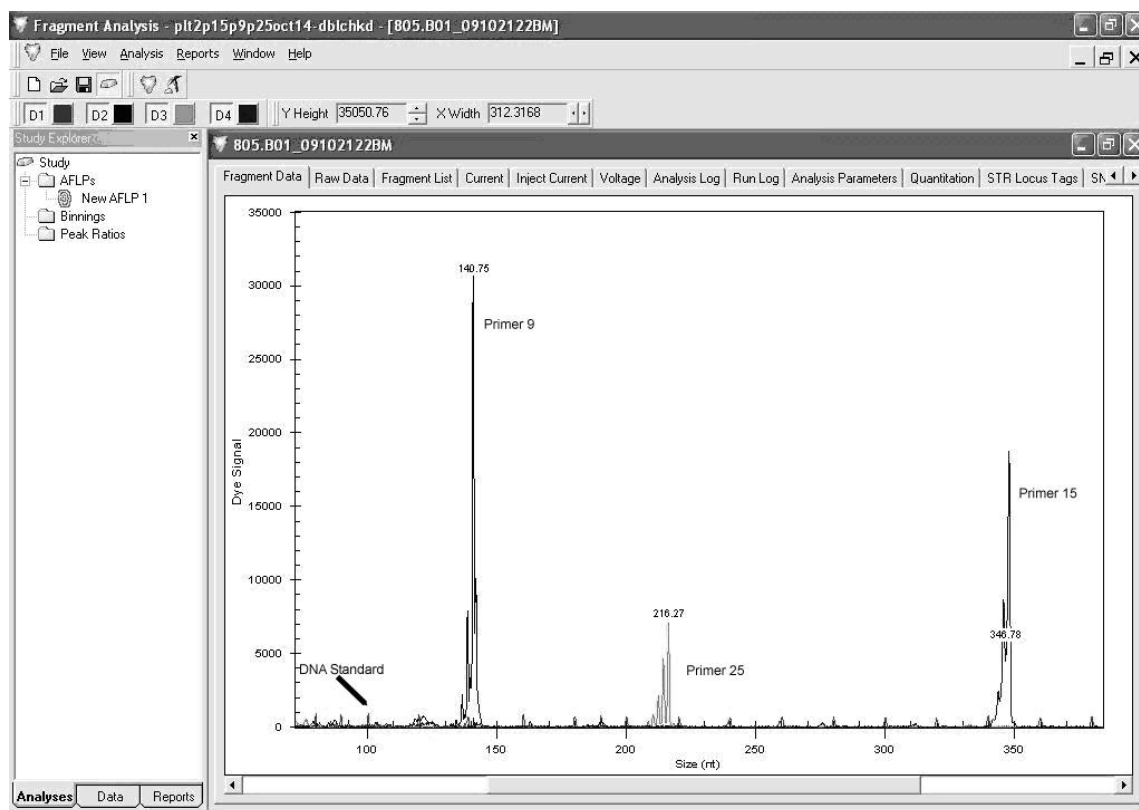 Fragment Analysis - plt2p15p9p25oct14-dblchkd - [805.B01_09102122BM]
File View Analysis Reports Window Help
D1 D2 D3 D4 Y Height 35050.76 X Width 312.3168
Study Explorer
Study
AFLPs
New AFLP 1
Binnings
Peak Ratios
Analyses Data Reports
805.B01_09102122BM
Fragment Data Raw Data Fragment List Current Inject Current Voltage Analysis Log Run Log Analysis Parameters Quantitation STR Locus Tags SN
35000
30000
25000
20000
15000
10000
5000
0
Dye Signal
140.75
Primer 9
Primer 15
216.27
346.78
Primer 25
DNA Standard
100 150 200 250 300 350
Size (nt)